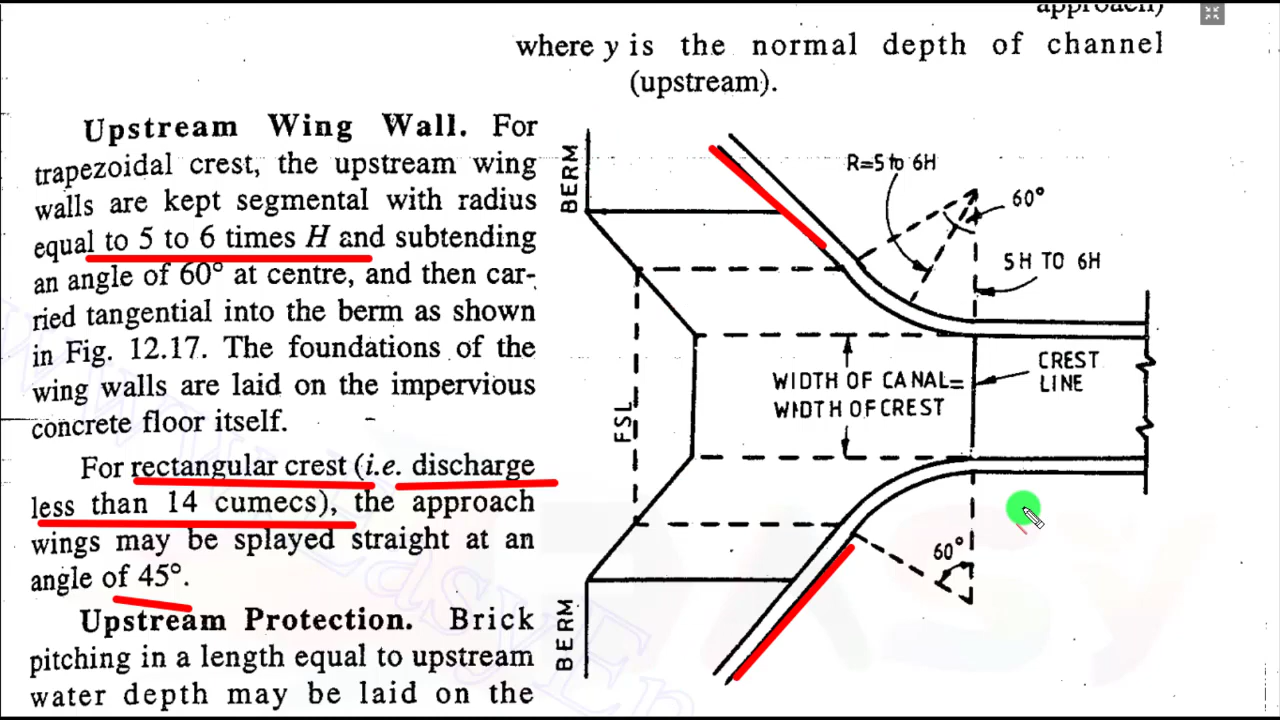 approach)
where y is the normal depth of channel
(upstream).
Upstream Wing Wall. For
trapezoidal crest, the upstream wing
walls are kept segmental with radius
equal to 5 to 6 times H and subtending
an angle of 60° at centre, and then car-
ried tangential into the berm as shown
in Fig. 12.17. The foundations of the
wing walls are laid on the impervious
concrete floor itself.
For rectangular crest (i.e. discharge
less than 14 cumecs), the approach
wings may be splayed straight at an
angle of 45°.
Upstream Protection. Brick
pitching in a length equal to upstream
water depth may be laid on the
BERM
R=5 to 6H
60°
5H TO 6H
CREST
LINE
WIDTH OF CANAL=
WIDTH OF CREST
FSL
60°
BERM